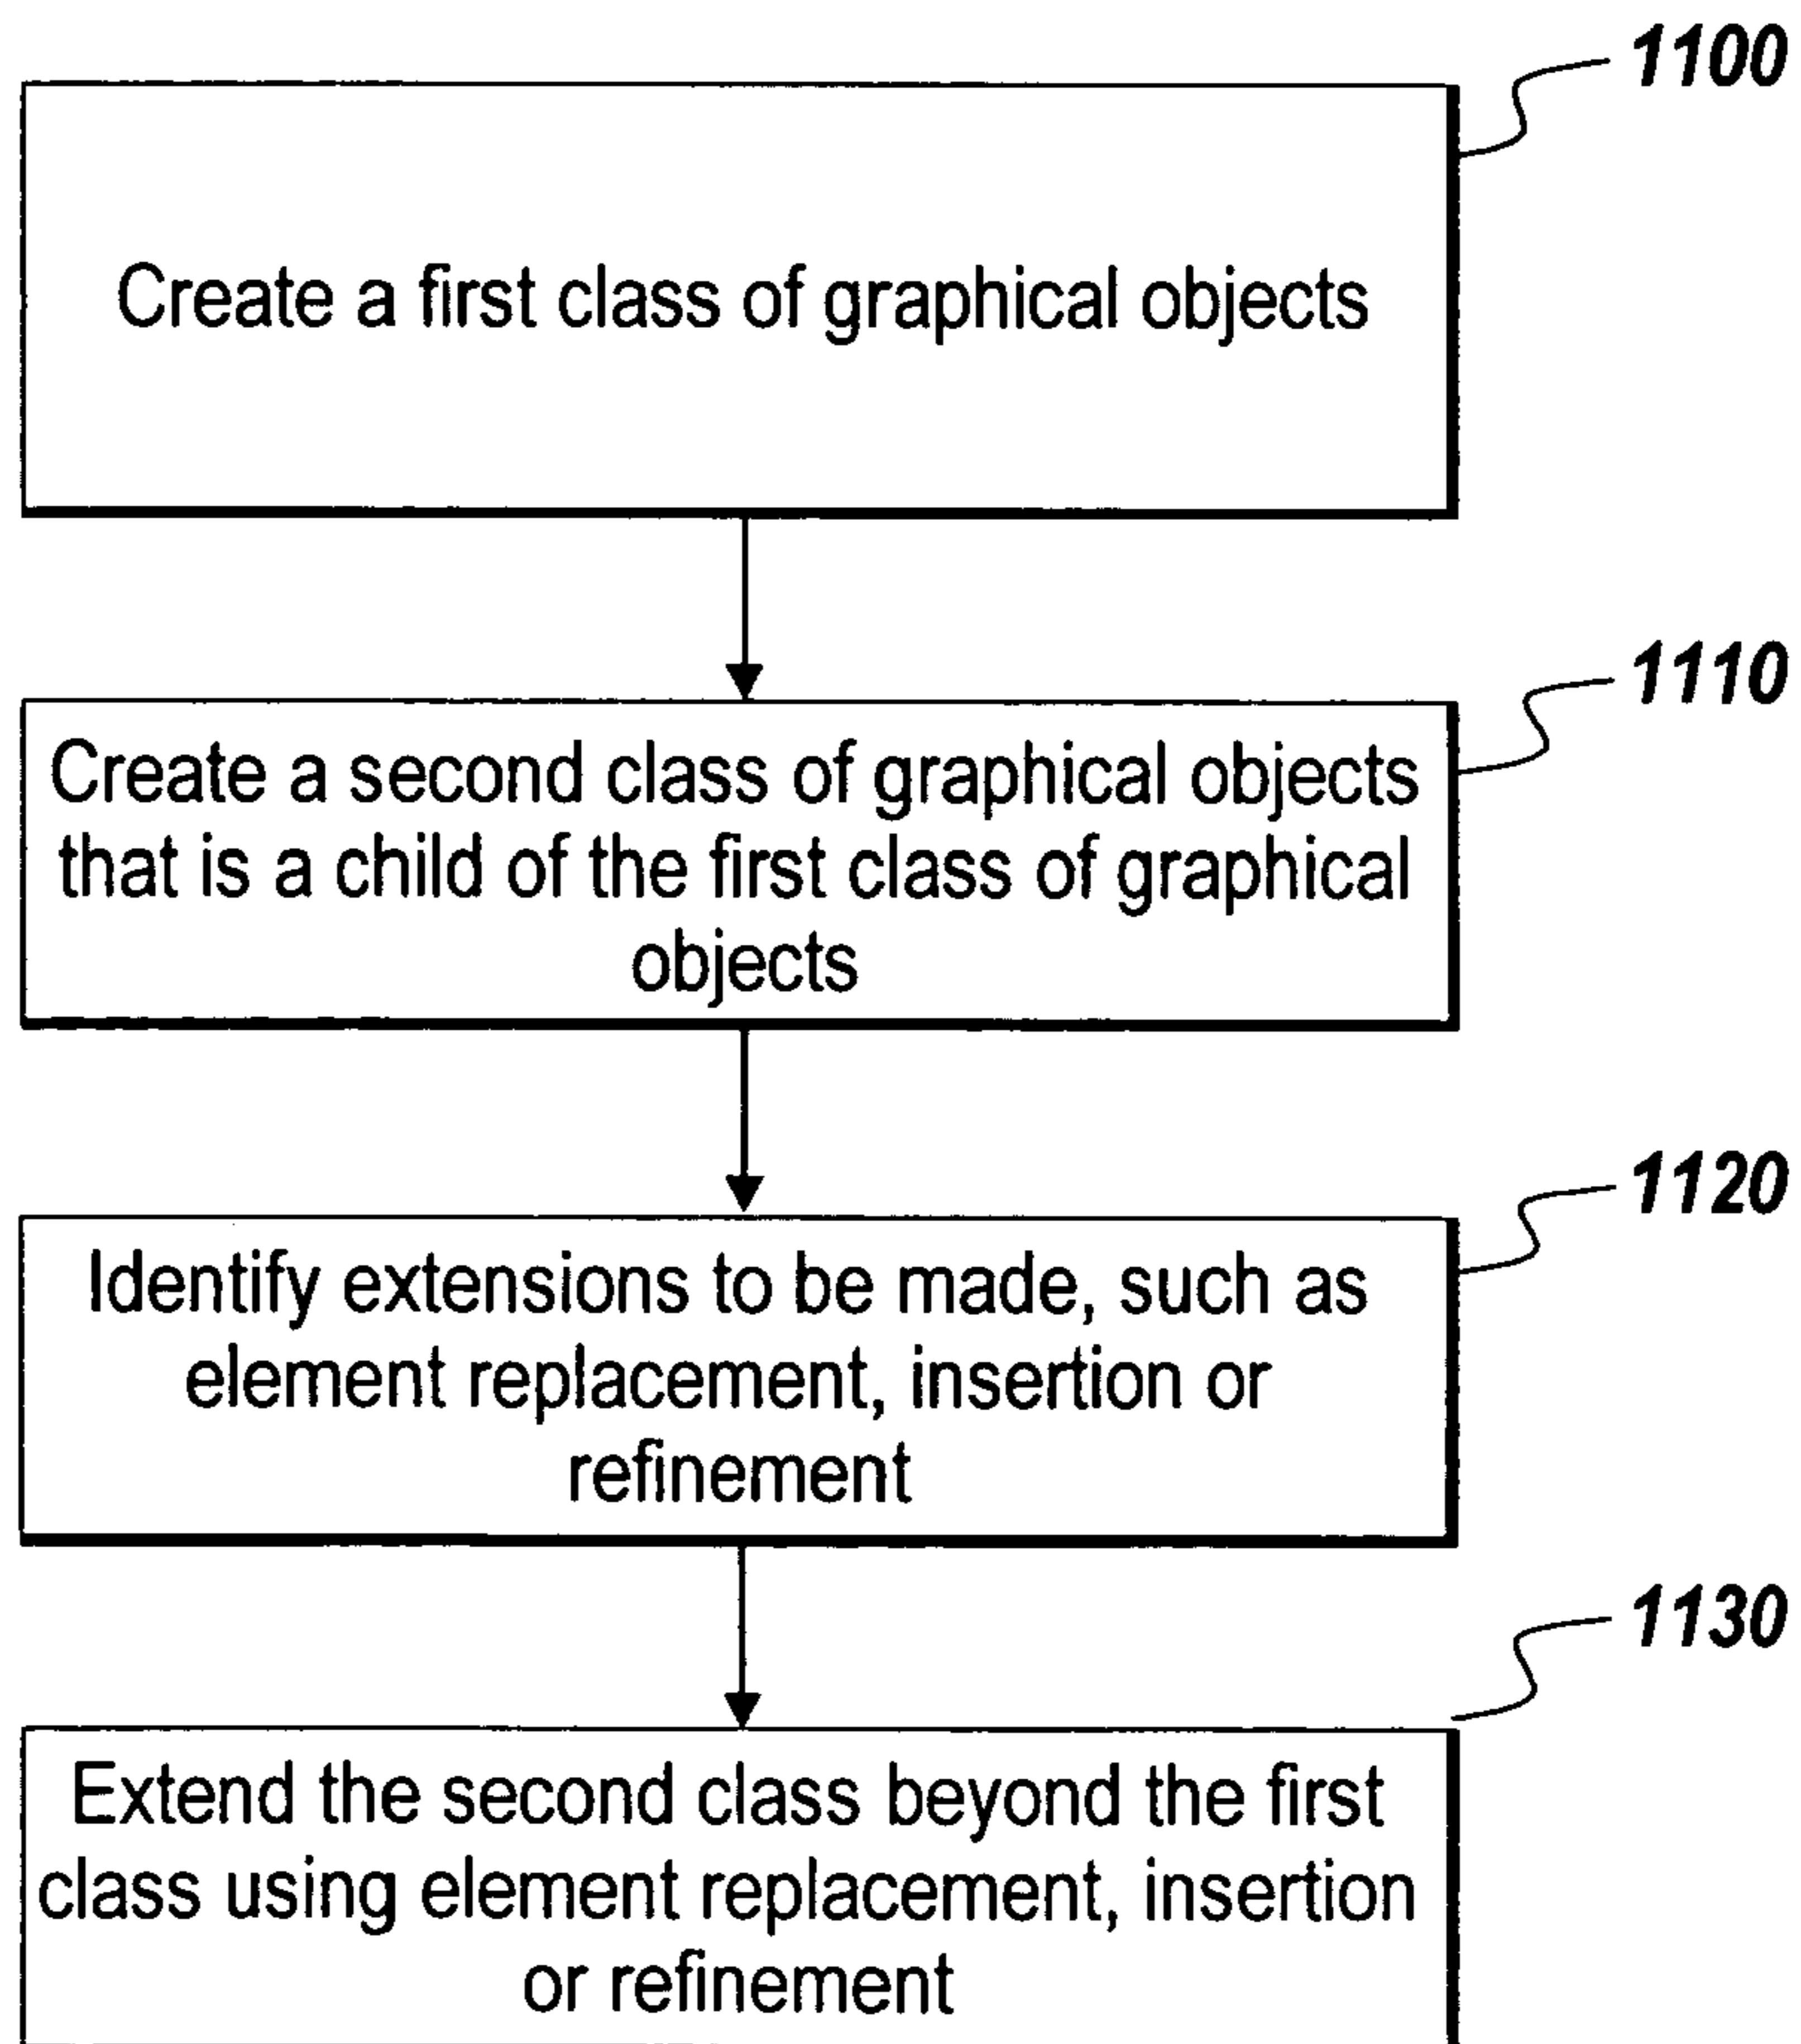 1100
Create a first class of graphical objects
1110
Create a second class of graphical objects
that is a child of the first class of graphical
objects
1120
Identify extensions to be made, such as
element replacement, insertion or
refinement
1130
Extend the second class beyond the first
class using element replacement, insertion
or refinement